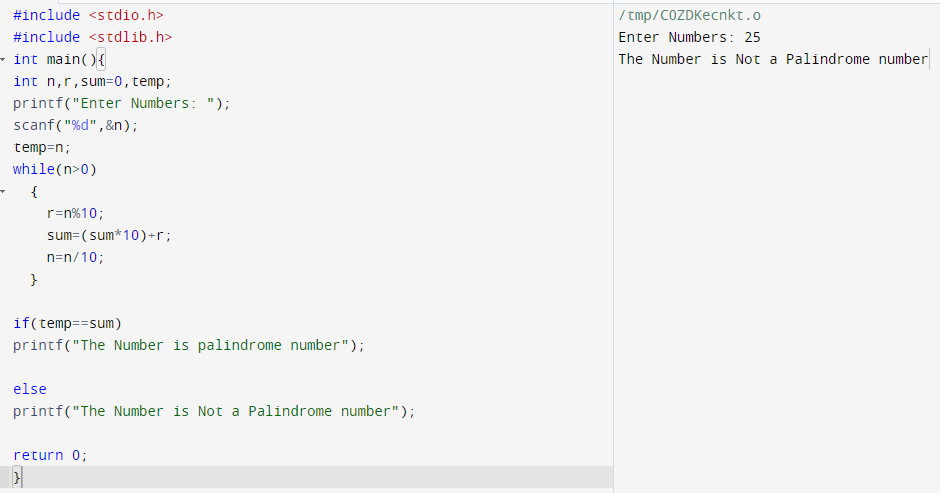 #include <stdio.h>
#include <stdlib.h>
int main(){
int n,r,sum=0,temp;
printf("Enter Numbers: ");
scanf("%d",&n);
temp=n;
while(n>0)
{
r=n%10;
sum=(sum*10)+r;
n=n/10;
}
if(temp==sum)
printf("The Number is palindrome number");
else
printf("The Number is Not a Palindrome number");
return 0;
}
/tmp/COZDKecnkt.o
Enter Numbers: 25
The Number is Not a Palindrome number